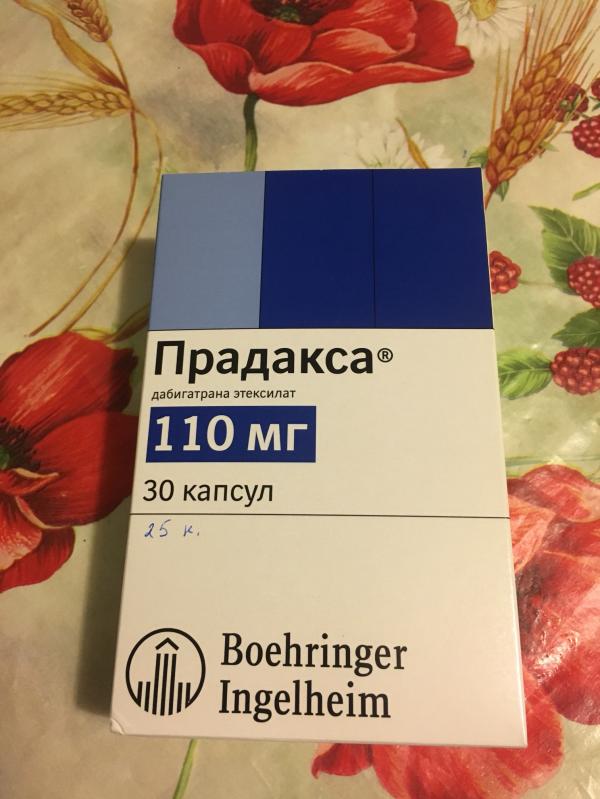 Прадакса®
дабигатрана этексилат
110 мг
30 капсул
25 к.
Boehringer
Ingelheim